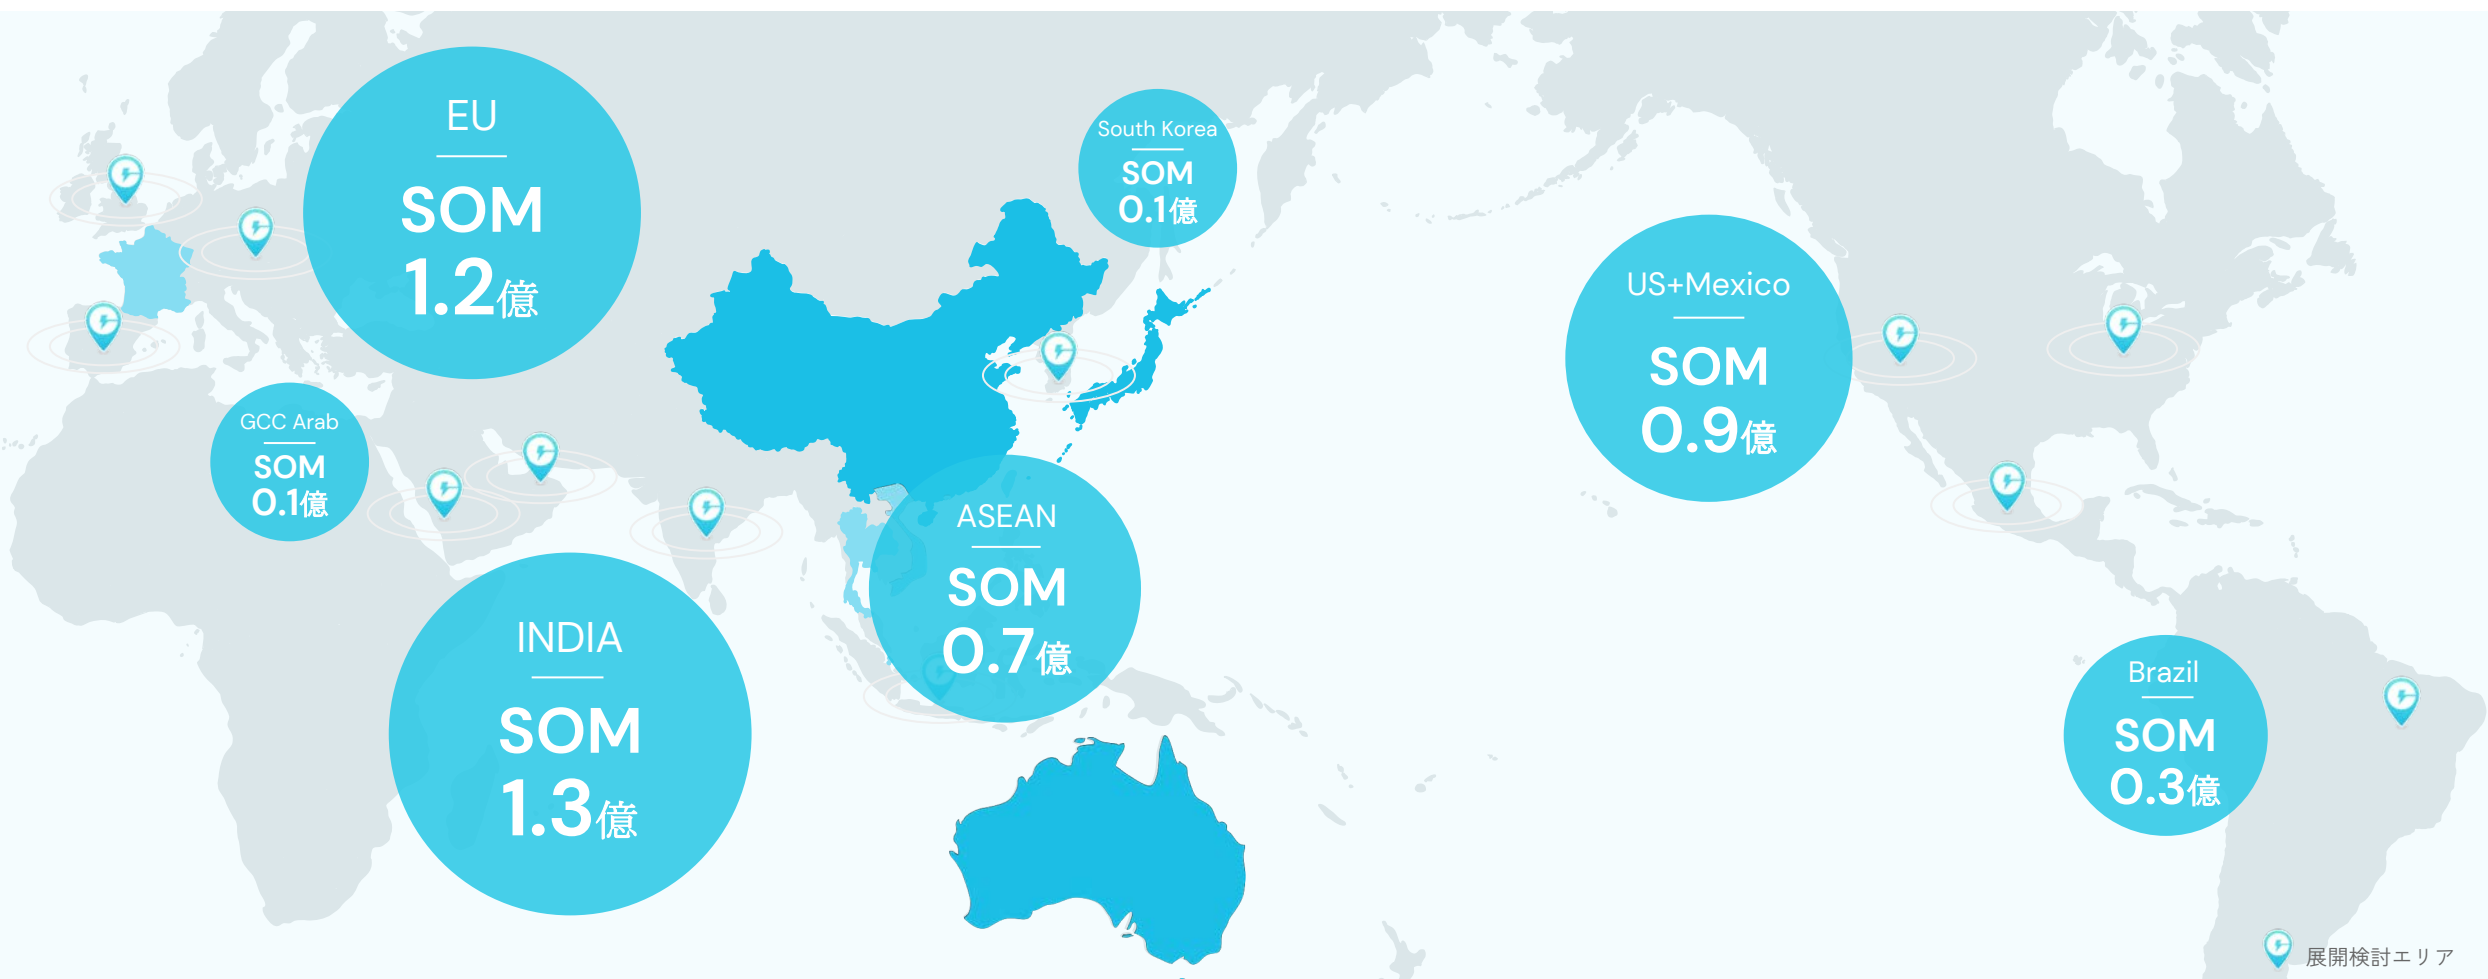 EU
SOM
1.2億
South Korea
SOM
0.1億
US+Mexico
SOM
0.9億
GCC Arab
SOM
0.1億
ASEAN
SOM
0.7億
INDIA
SOM
1.3億
Brazil
SOM
0.3億
展開検討エリア